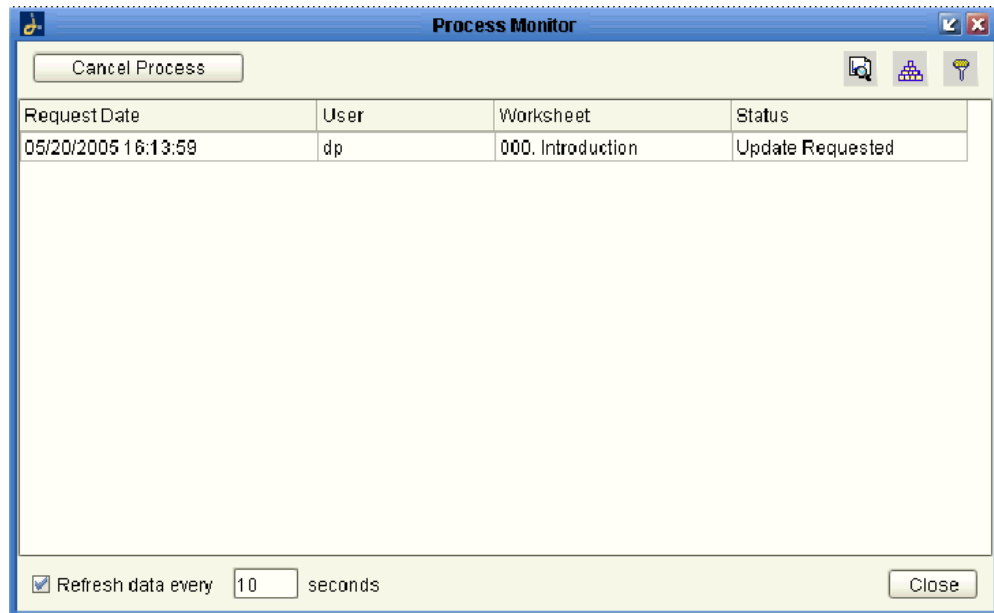 Process Monitor
Cancel Process
Request Date User Worksheet Status
05/20/2005 16:13:59 dp 000. Introduction Update Requested
Refresh data every 10 seconds Close